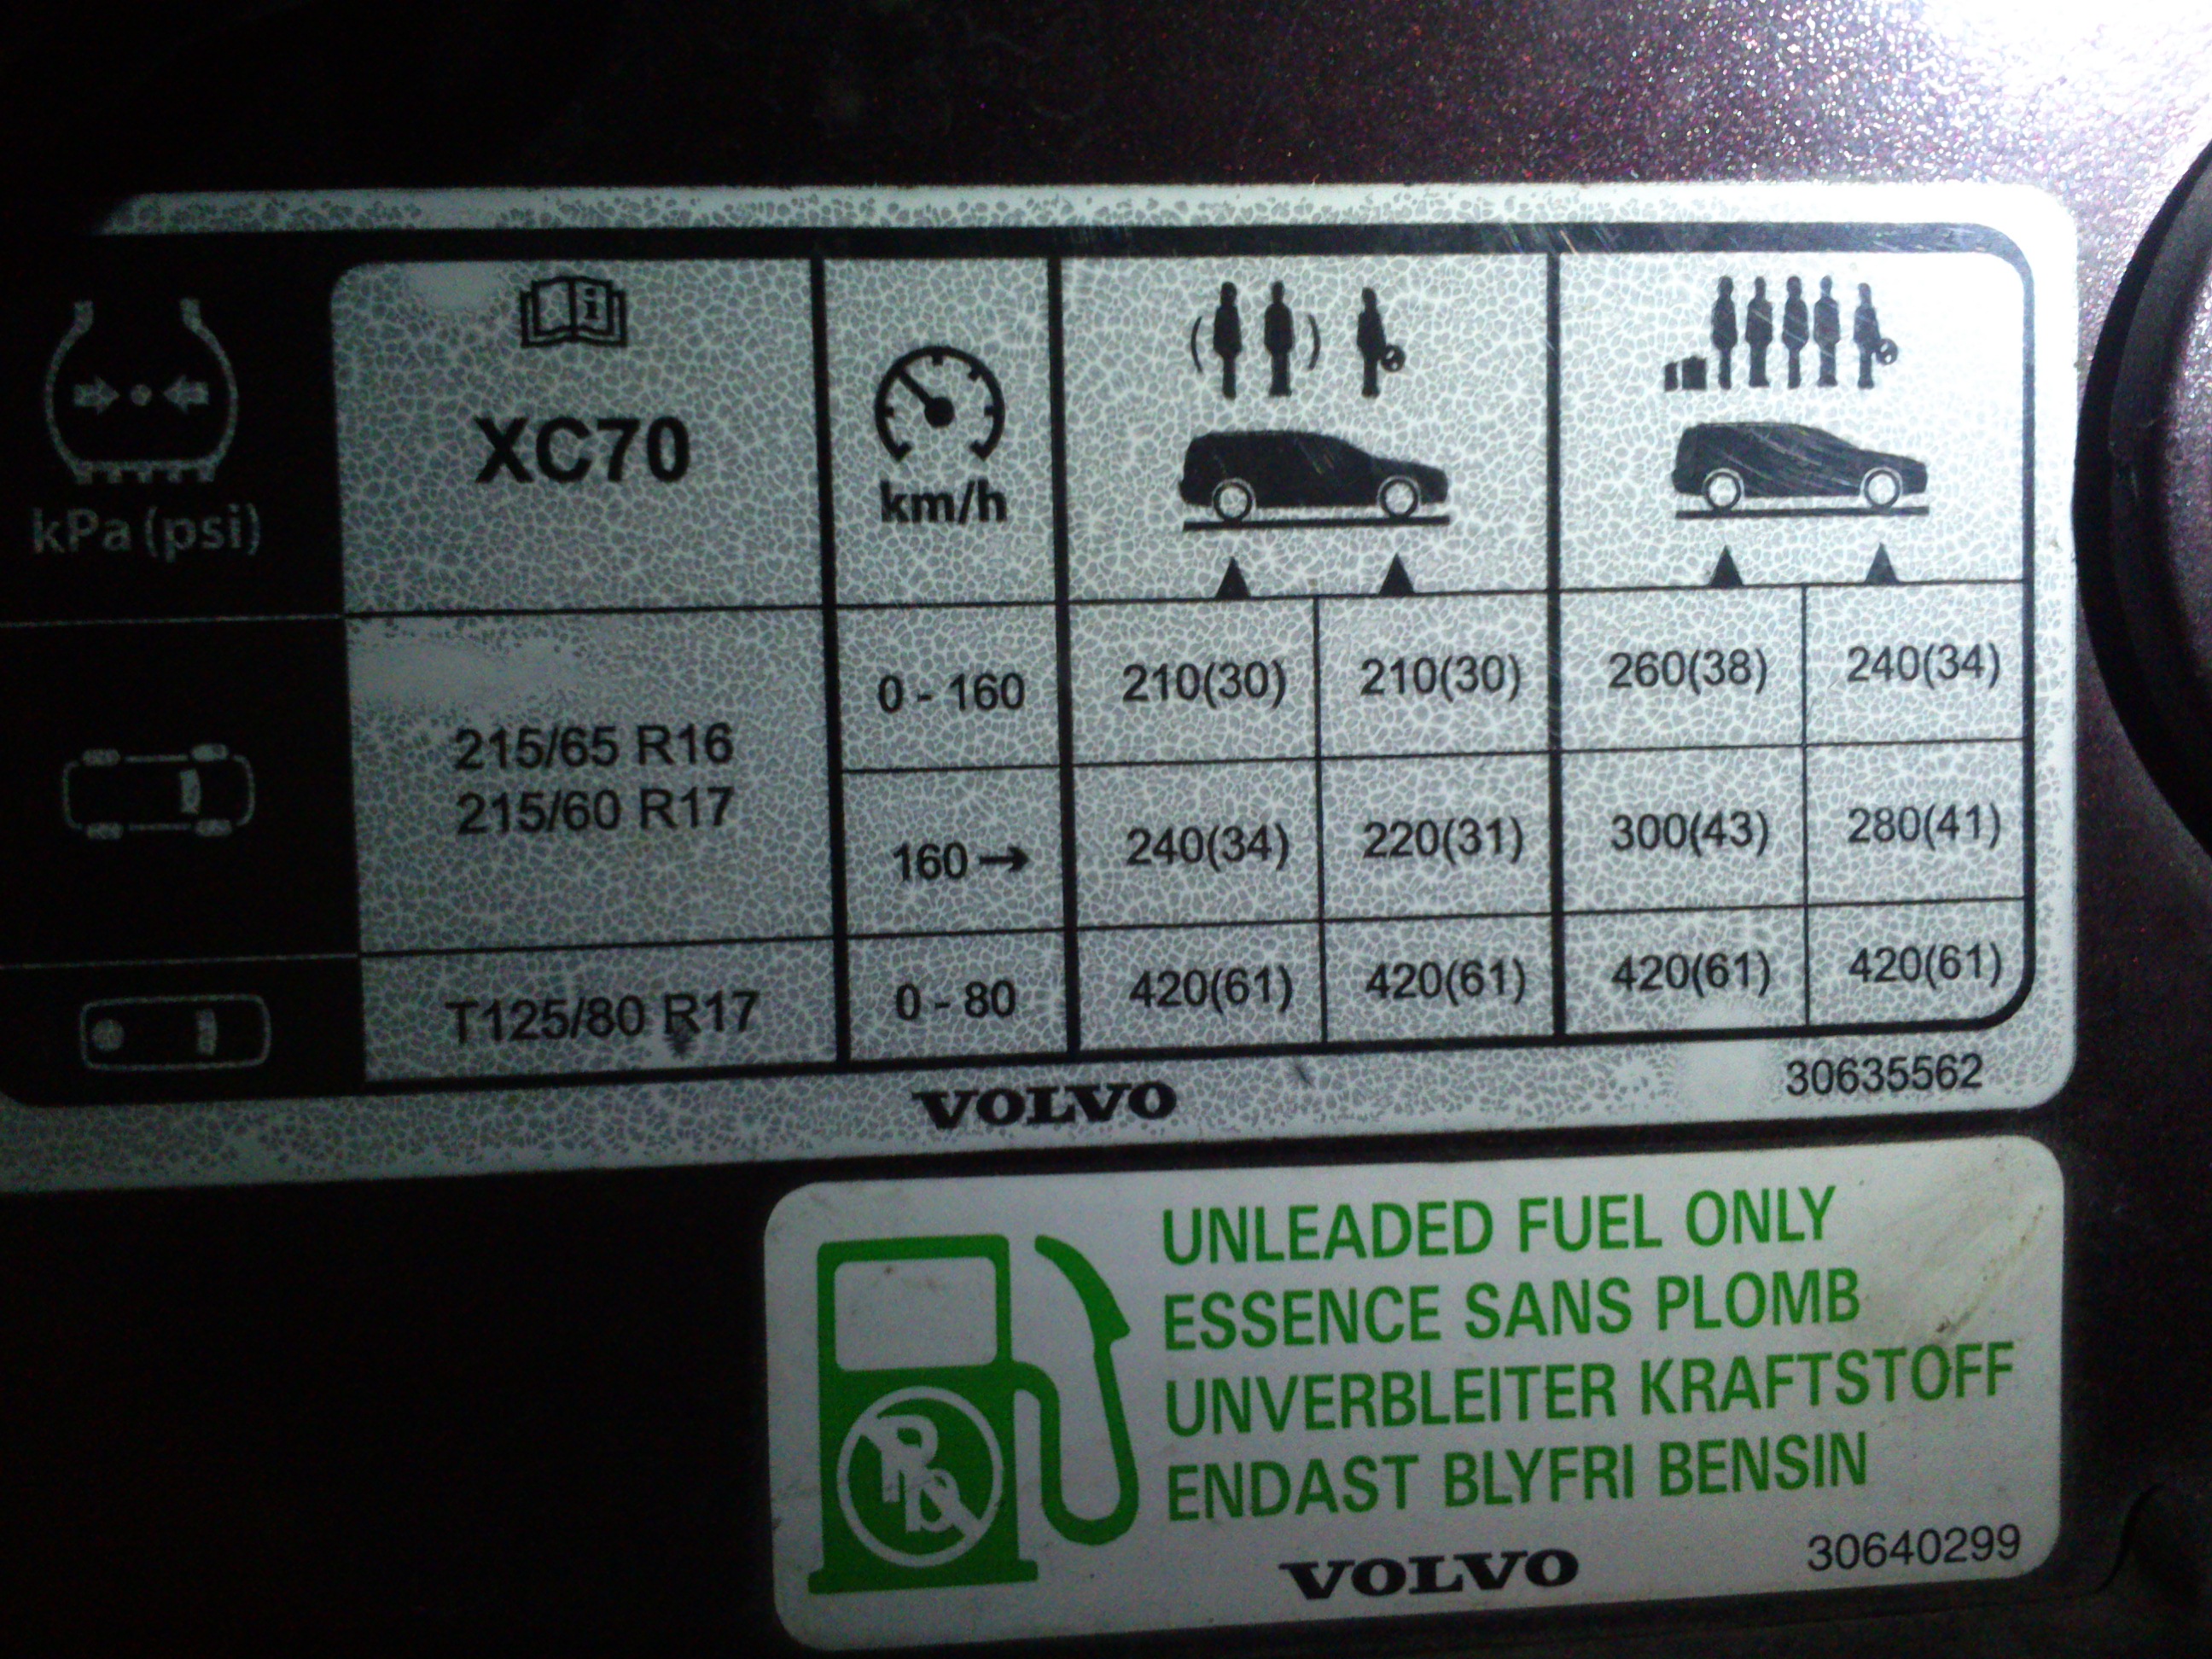 XC70
kPa (psi)
km/h
215/65 R16
215/60 R17
0 - 160 210(30) 210(30) 260(38) 240(34)
160→ 240(34) 220(31) 300(43) 280(41)
T125/80 R17 0 - 80 420(61) 420(61) 420(61) 420(61)
VOLVO 30635562
UNLEADED FUEL ONLY
ESSENCE SANS PLOMB
UNVERBLEITER KRAFTSTOFF
ENDAST BLYFRI BENSIN
Pb
VOLVO 30640299